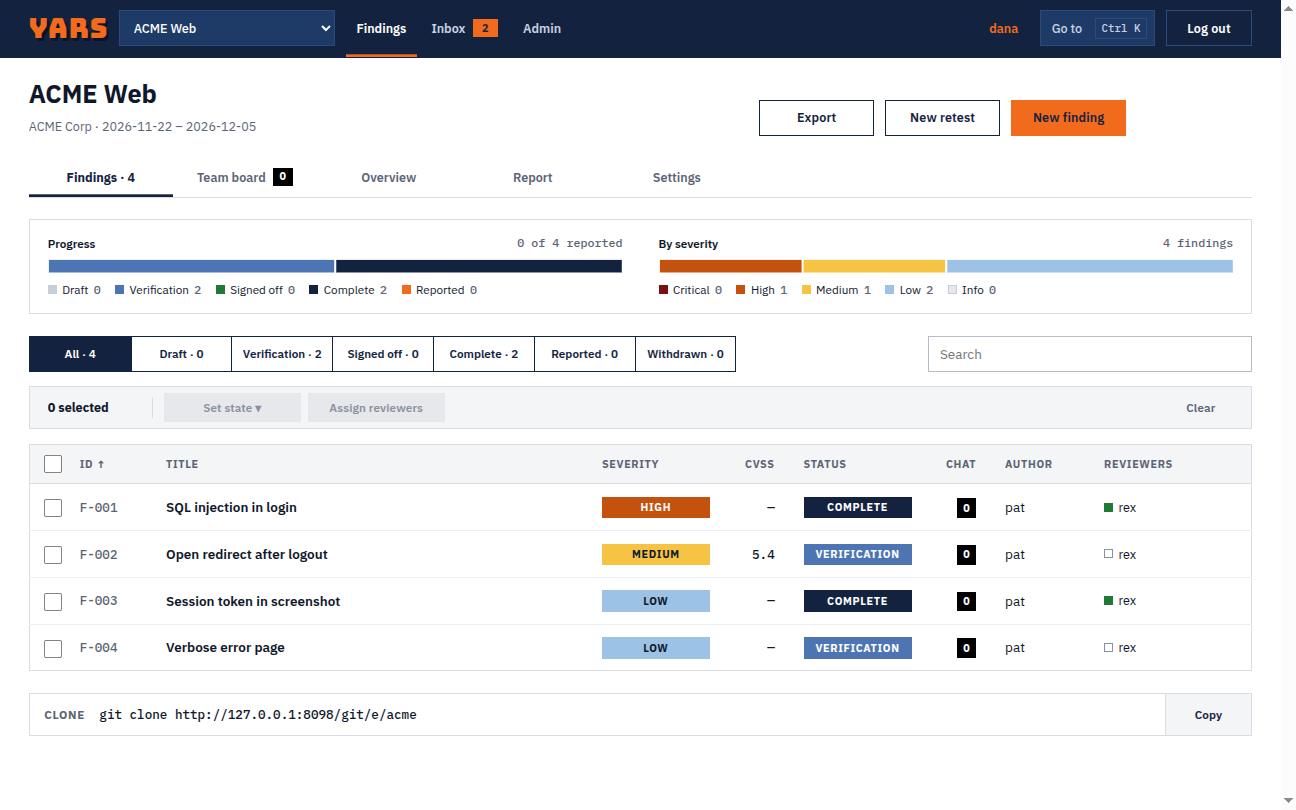 YARS ACME Web Findings Inbox 2 Admin dana Go to Ctrl K Log out
ACME Web
ACME Corp · 2026-11-22 – 2026-12-05
Export New retest New finding
Findings · 4 Team board 0 Overview Report Settings
Progress 0 of 4 reported
Draft 0 Verification 2 Signed off 0 Complete 2 Reported 0
By severity 4 findings
Critical 0 High 1 Medium 1 Low 2 Info 0
All · 4 Draft · 0 Verification · 2 Signed off · 0 Complete · 2 Reported · 0 Withdrawn · 0 Search
0 selected Set state ▾ Assign reviewers Clear
ID ↑ TITLE SEVERITY CVSS STATUS CHAT AUTHOR REVIEWERS
F-001 SQL injection in login HIGH – COMPLETE 0 pat rex
F-002 Open redirect after logout MEDIUM 5.4 VERIFICATION 0 pat rex
F-003 Session token in screenshot LOW – COMPLETE 0 pat rex
F-004 Verbose error page LOW – VERIFICATION 0 pat rex
CLONE git clone http://127.0.0.1:8098/git/e/acme Copy